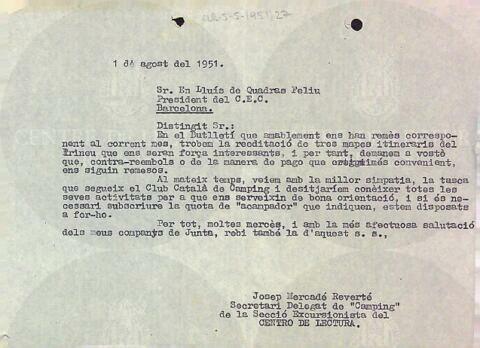 1 dé agost del 1951.
Sr. En Lluís de Quadras Feliu
President del C.E.C.
Barcelona.
Distingit Sr.:
En el Butlletí que amablement ens han remès correspo-
nent al corrent mes, trobem la reedició de tres mapes itineraris del
Pirineu que ens seran força interessants, i per tant, demanem a vostè
que, contra-reembols o de la manera de pago que estimés convenient,
ens siguin remesos.
Al mateix temps, veiem amb la millor simpatia, la tasca
que segueix el Club Català de Camping i desitjaríem conèixer totes les
seves activitats per a que ens serveixin de bona orientació, i si és ne-
cessari subscriure la quota de "acampador" que indiquen, estem disposats
a for-ho.
Per tot, moltes mercès, i amb la més afectuosa salutació
dels meus companys de Junta, rebi també la d'aquest s. s.,
Josep Mercadé Reverté
Secretari Delegat de "Camping"
de la Secció Excursionista del
CENTRO DE LECTURA.